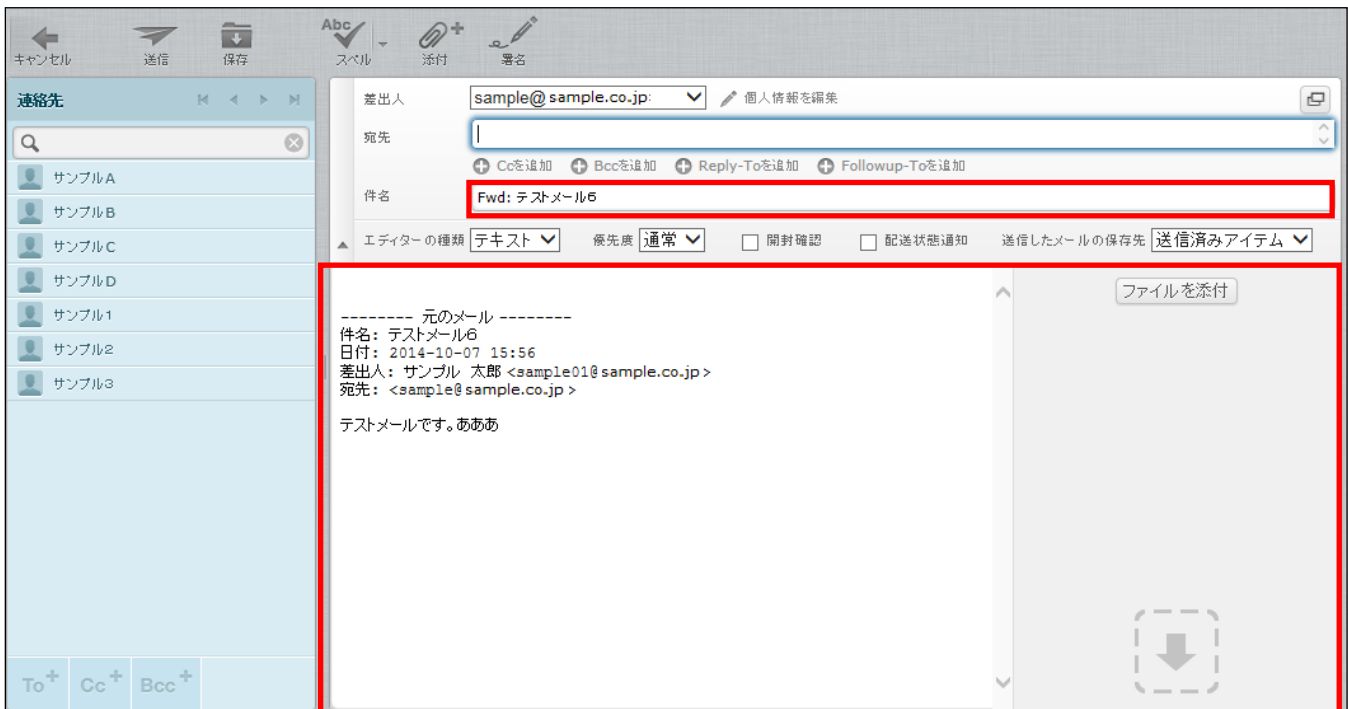 キャンセル 送信 保存 Abc スペル 添付 署名
連絡先
サンプルA
サンプルB
サンプルC
サンプルD
サンプル1
サンプル2
サンプル3
To+ Cc+ Bcc+
差出人 sample@sample.co.jp 個人情報を編集
宛先
Ccを追加 Bccを追加 Reply-Toを追加 Followup-Toを追加
件名 Fwd: テストメール6
エディターの種類 テキスト 優先度 通常 開封確認 配送状態通知 送信したメールの保存先 送信済みアイテム
-------- 元のメール --------
件名: テストメール6
日付: 2014-10-07 15:56
差出人: サンプル 太郎 <sample01@sample.co.jp>
宛先: <sample@sample.co.jp>
テストメールです。あああ
ファイルを添付